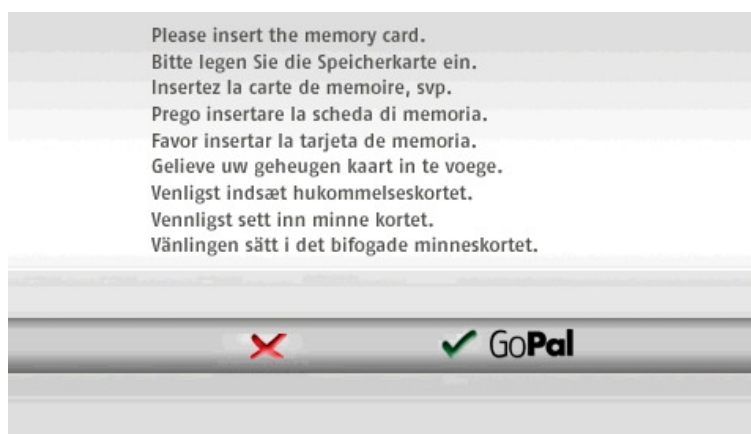 Please insert the memory card.
Bitte legen Sie die Speicherkarte ein.
Insertez la carte de memoire, svp.
Prego insertare la scheda di memoria.
Favor insertar la tarjeta de memoria.
Gelieve uw geheugen kaart in te voege.
Venligst indsæt hukommelseskortet.
Vennligst sett inn minne kortet.
Vänlingen sätt i det bifogade minneskortet.
GoPal